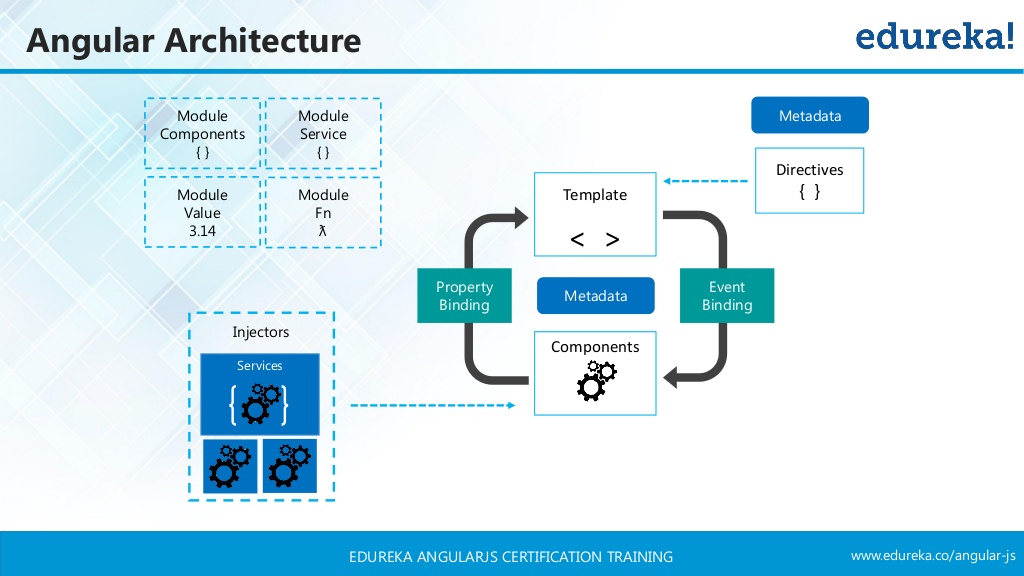 Angular Architecture
edureka!
Module
Components
{ }
Module
Service
{ }
Module
Value
3.14
Module
Fn
ƛ
Metadata
Directives
{ }
Template
< >
Property
Binding
Metadata
Event
Binding
Components
Injectors
Services
{ }
EDUREKA ANGULARJS CERTIFICATION TRAINING
www.edureka.co/angular-js